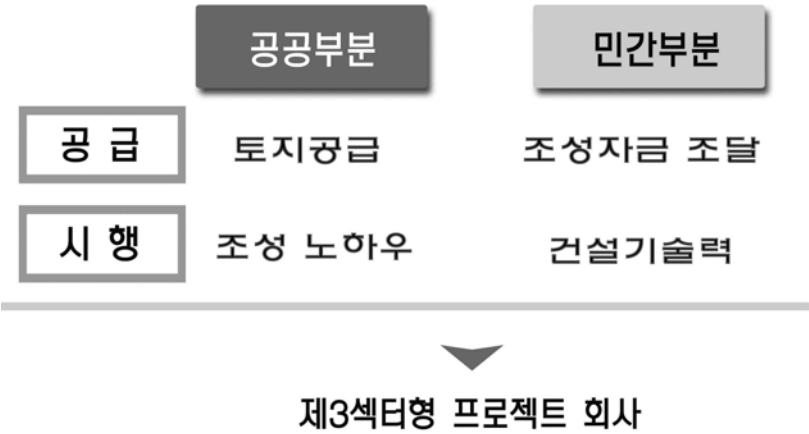 공공부분 민간부분
공 급 토지공급 조성자금 조달
시 행 조성 노하우 건설기술력
제3섹터형 프로젝트 회사